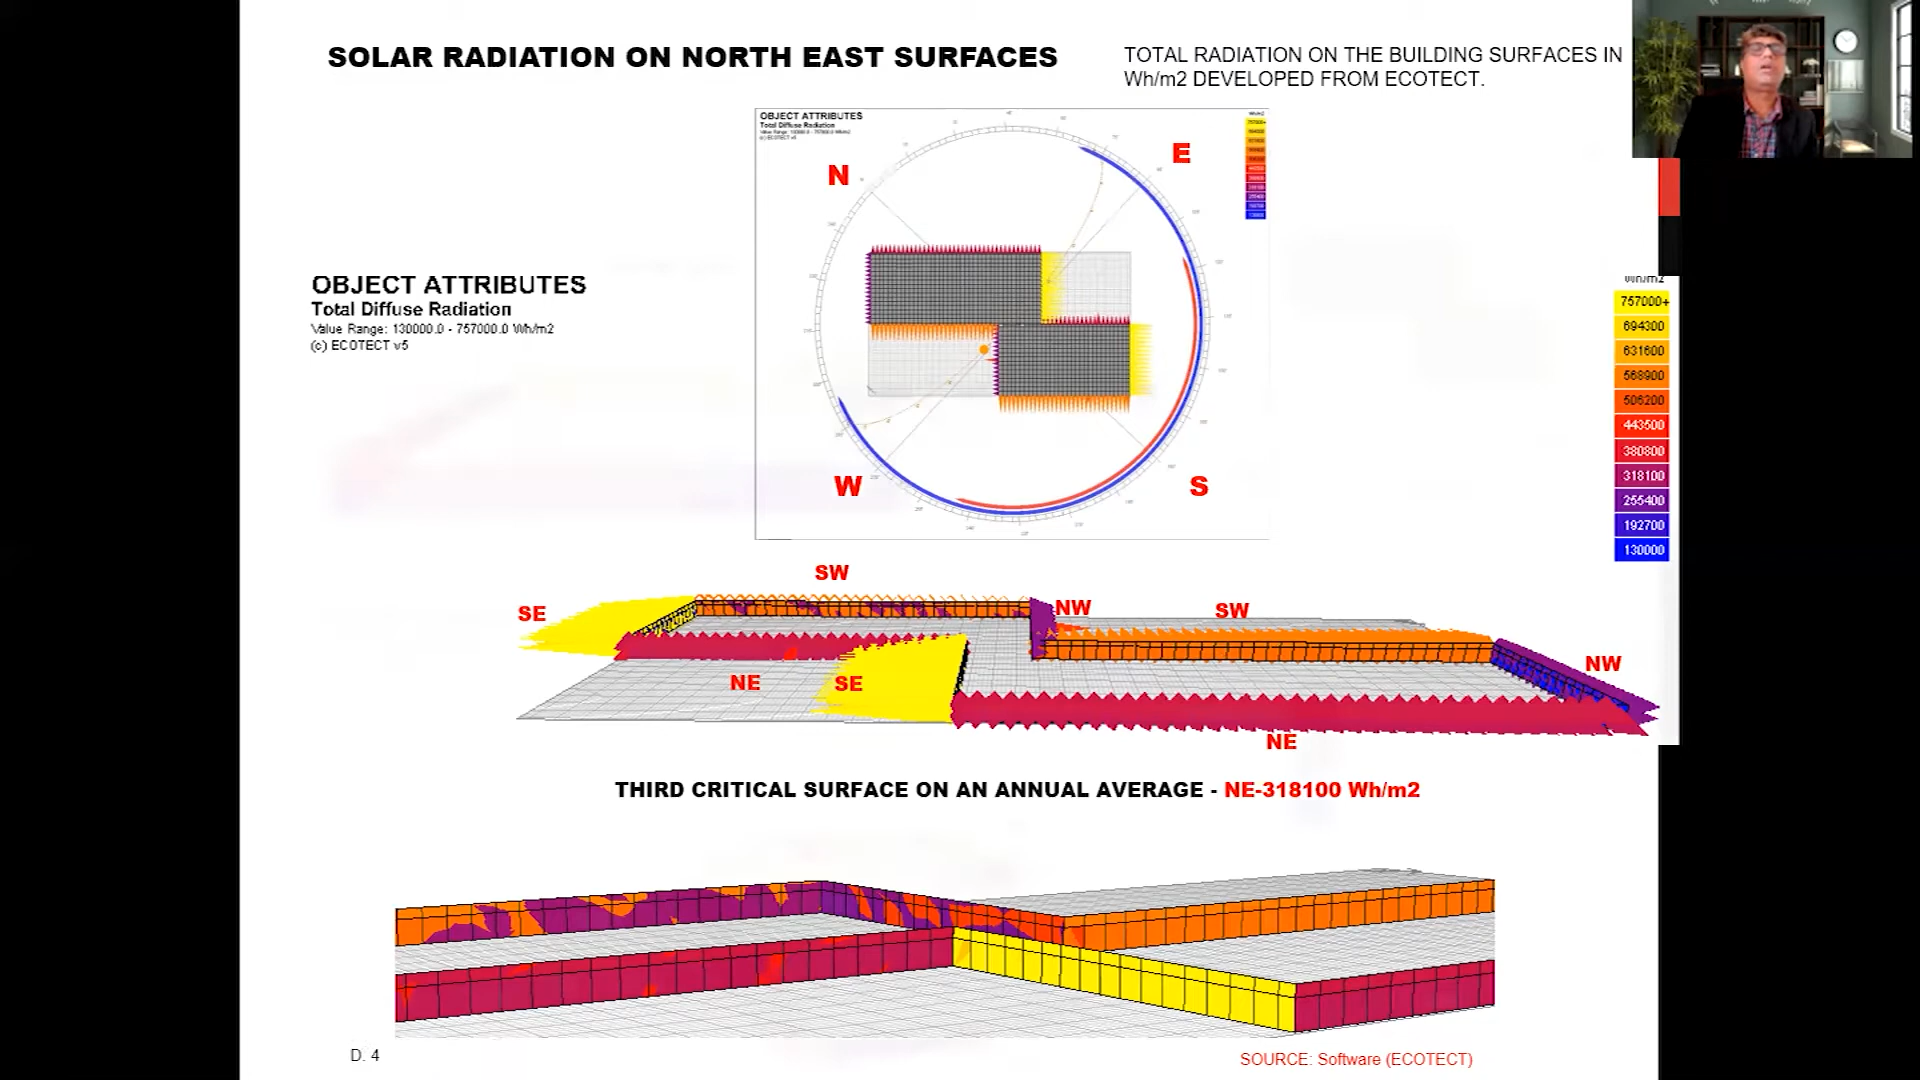 SOLAR RADIATION ON NORTH EAST SURFACES
TOTAL RADIATION ON THE BUILDING SURFACES IN
Wh/m2 DEVELOPED FROM ECOTECT.
OBJECT ATTRIBUTES
Total Diffuse Radiation
Value Range: 130000.0 - 757000.0 Wh/m2
(c) ECOTECT v5
N
E
W
S
OBJECT ATTRIBUTES
Total Diffuse Radiation
Value Range: 130000.0 - 757000.0 Wh/m2
(c) ECOTECT v5
Wh/m2
757000+
694300
631600
568900
506200
443500
380800
318100
255400
192700
130000
SW
SE
NW
SW
NW
NE
SE
NE
THIRD CRITICAL SURFACE ON AN ANNUAL AVERAGE - NE-318100 Wh/m2
D. 4
SOURCE: Software (ECOTECT)